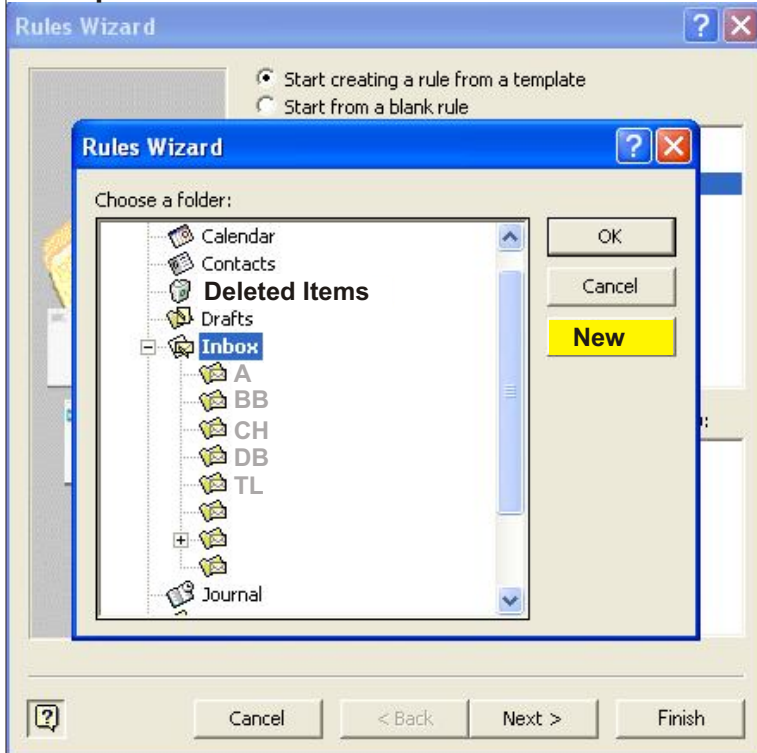 Rules Wizard
Start creating a rule from a template
Start from a blank rule
Rules Wizard
Choose a folder:
Calendar
Contacts
Deleted Items
Drafts
Inbox
A
BB
CH
DB
TL
Journal
OK
Cancel
New
Cancel
< Back
Next >
Finish